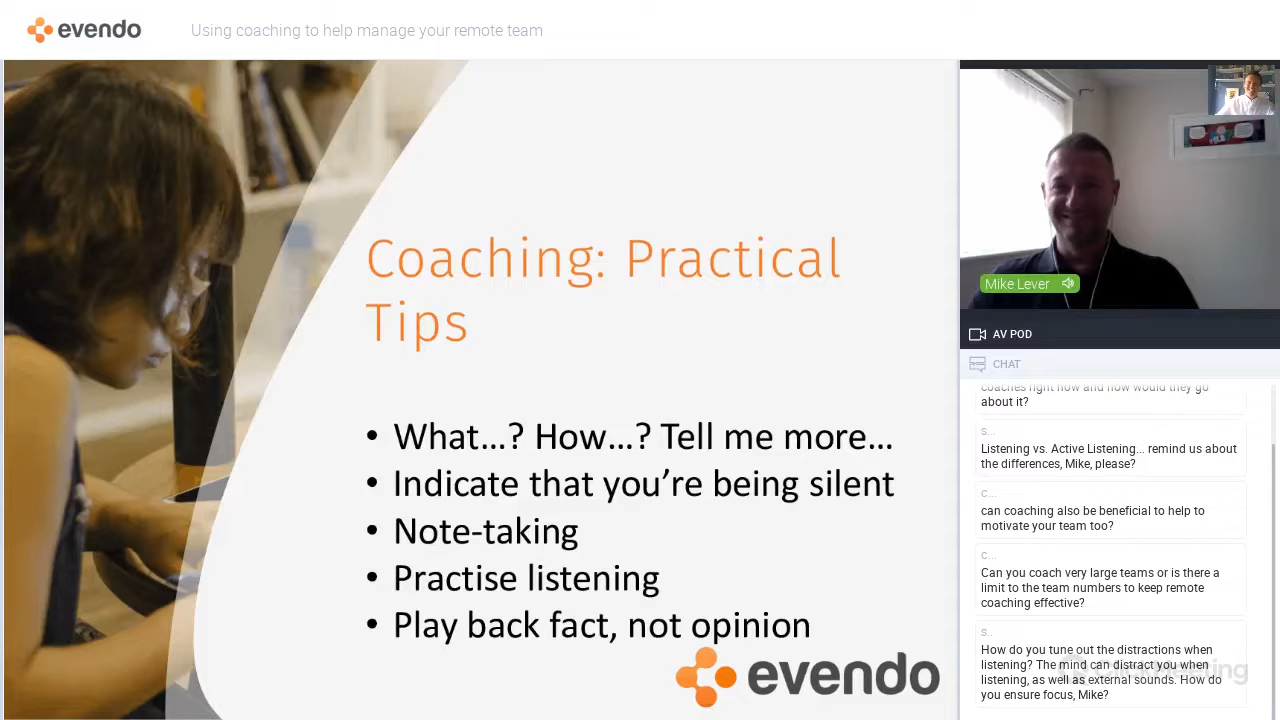 evendo
Using coaching to help manage your remote team
Coaching: Practical
Tips
• What…? How…? Tell me more…
• Indicate that you’re being silent
• Note-taking
• Practise listening
• Play back fact, not opinion
evendo
Mike Lever
AV POD
CHAT
coaches right now and how would they go
about it?
S...
Listening vs. Active Listening... remind us about
the differences, Mike, please?
C...
can coaching also be beneficial to help to
motivate your team too?
C...
Can you coach very large teams or is there a
limit to the team numbers to keep remote
coaching effective?
S..
How do you tune out the distractions when
listening? The mind can distract you when
listening, as well as external sounds. How do
you ensure focus, Mike?
ClickMeeting